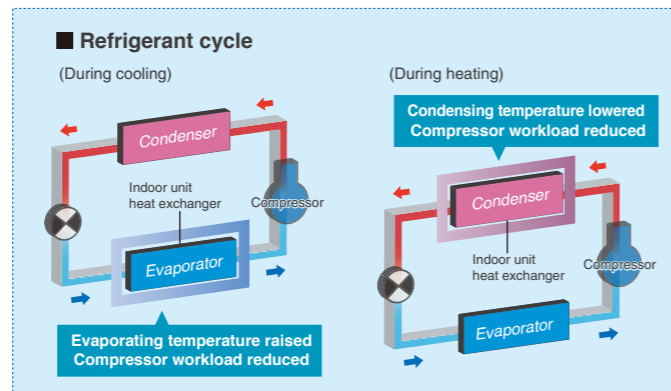 ■ Refrigerant cycle
(During cooling)
Condenser
Indoor unit
heat exchanger
Compressor
Evaporator
Evaporating temperature raised
Compressor workload reduced
(During heating)
Condensing temperature lowered
Compressor workload reduced
Condenser
Indoor unit
heat exchanger
Compressor
Evaporator